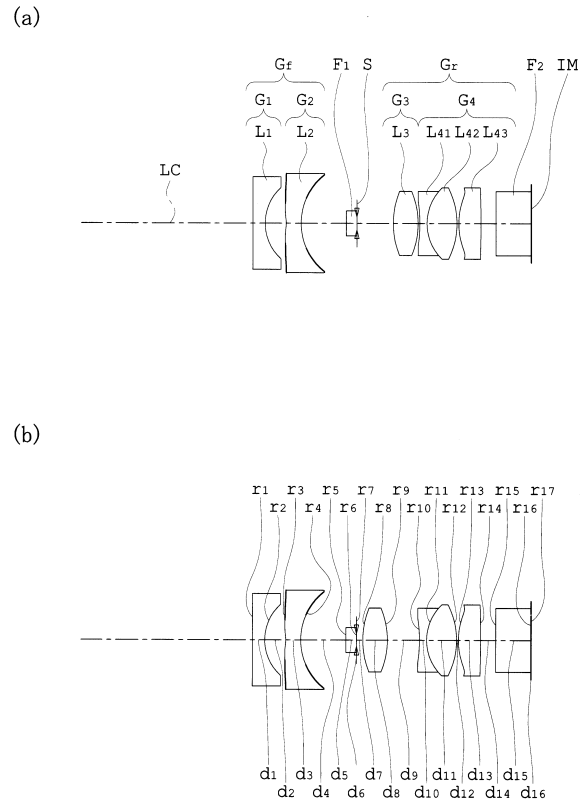 (a)
Gf F1 S Gr F2 IM
G1 G2 G3 G4
L1 L2 L3 L41 L42 L43
LC
(b)
r1 r3 r5 r7 r9 r11 r13 r15 r17
r2 r4 r6 r8 r10 r12 r14 r16
d1 d3 d5 d7 d9 d11 d13 d15
d2 d4 d6 d8 d10 d12 d14 d16